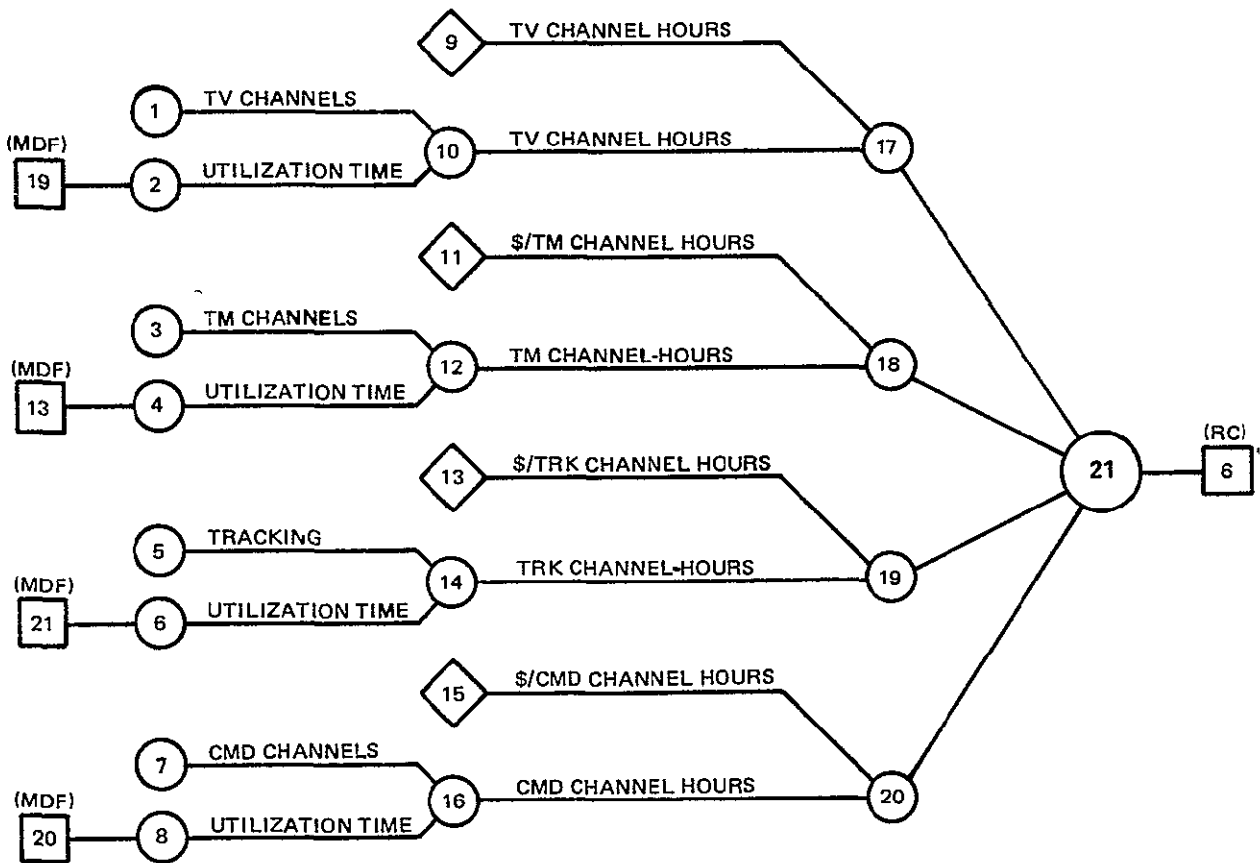 9 TV CHANNEL HOURS
1 TV CHANNELS
(MDF)
10 TV CHANNEL HOURS 17
19 2 UTILIZATION TIME
11 $/TM CHANNEL HOURS
3 TM CHANNELS
(MDF)
12 TM CHANNEL-HOURS 18
13 4 UTILIZATION TIME
(RC)
13 $/TRK CHANNEL HOURS 21 6
5 TRACKING
(MDF)
14 TRK CHANNEL-HOURS 19
21 6 UTILIZATION TIME
15 $/CMD CHANNEL HOURS
7 CMD CHANNELS
(MDF)
16 CMD CHANNEL HOURS 20
20 8 UTILIZATION TIME